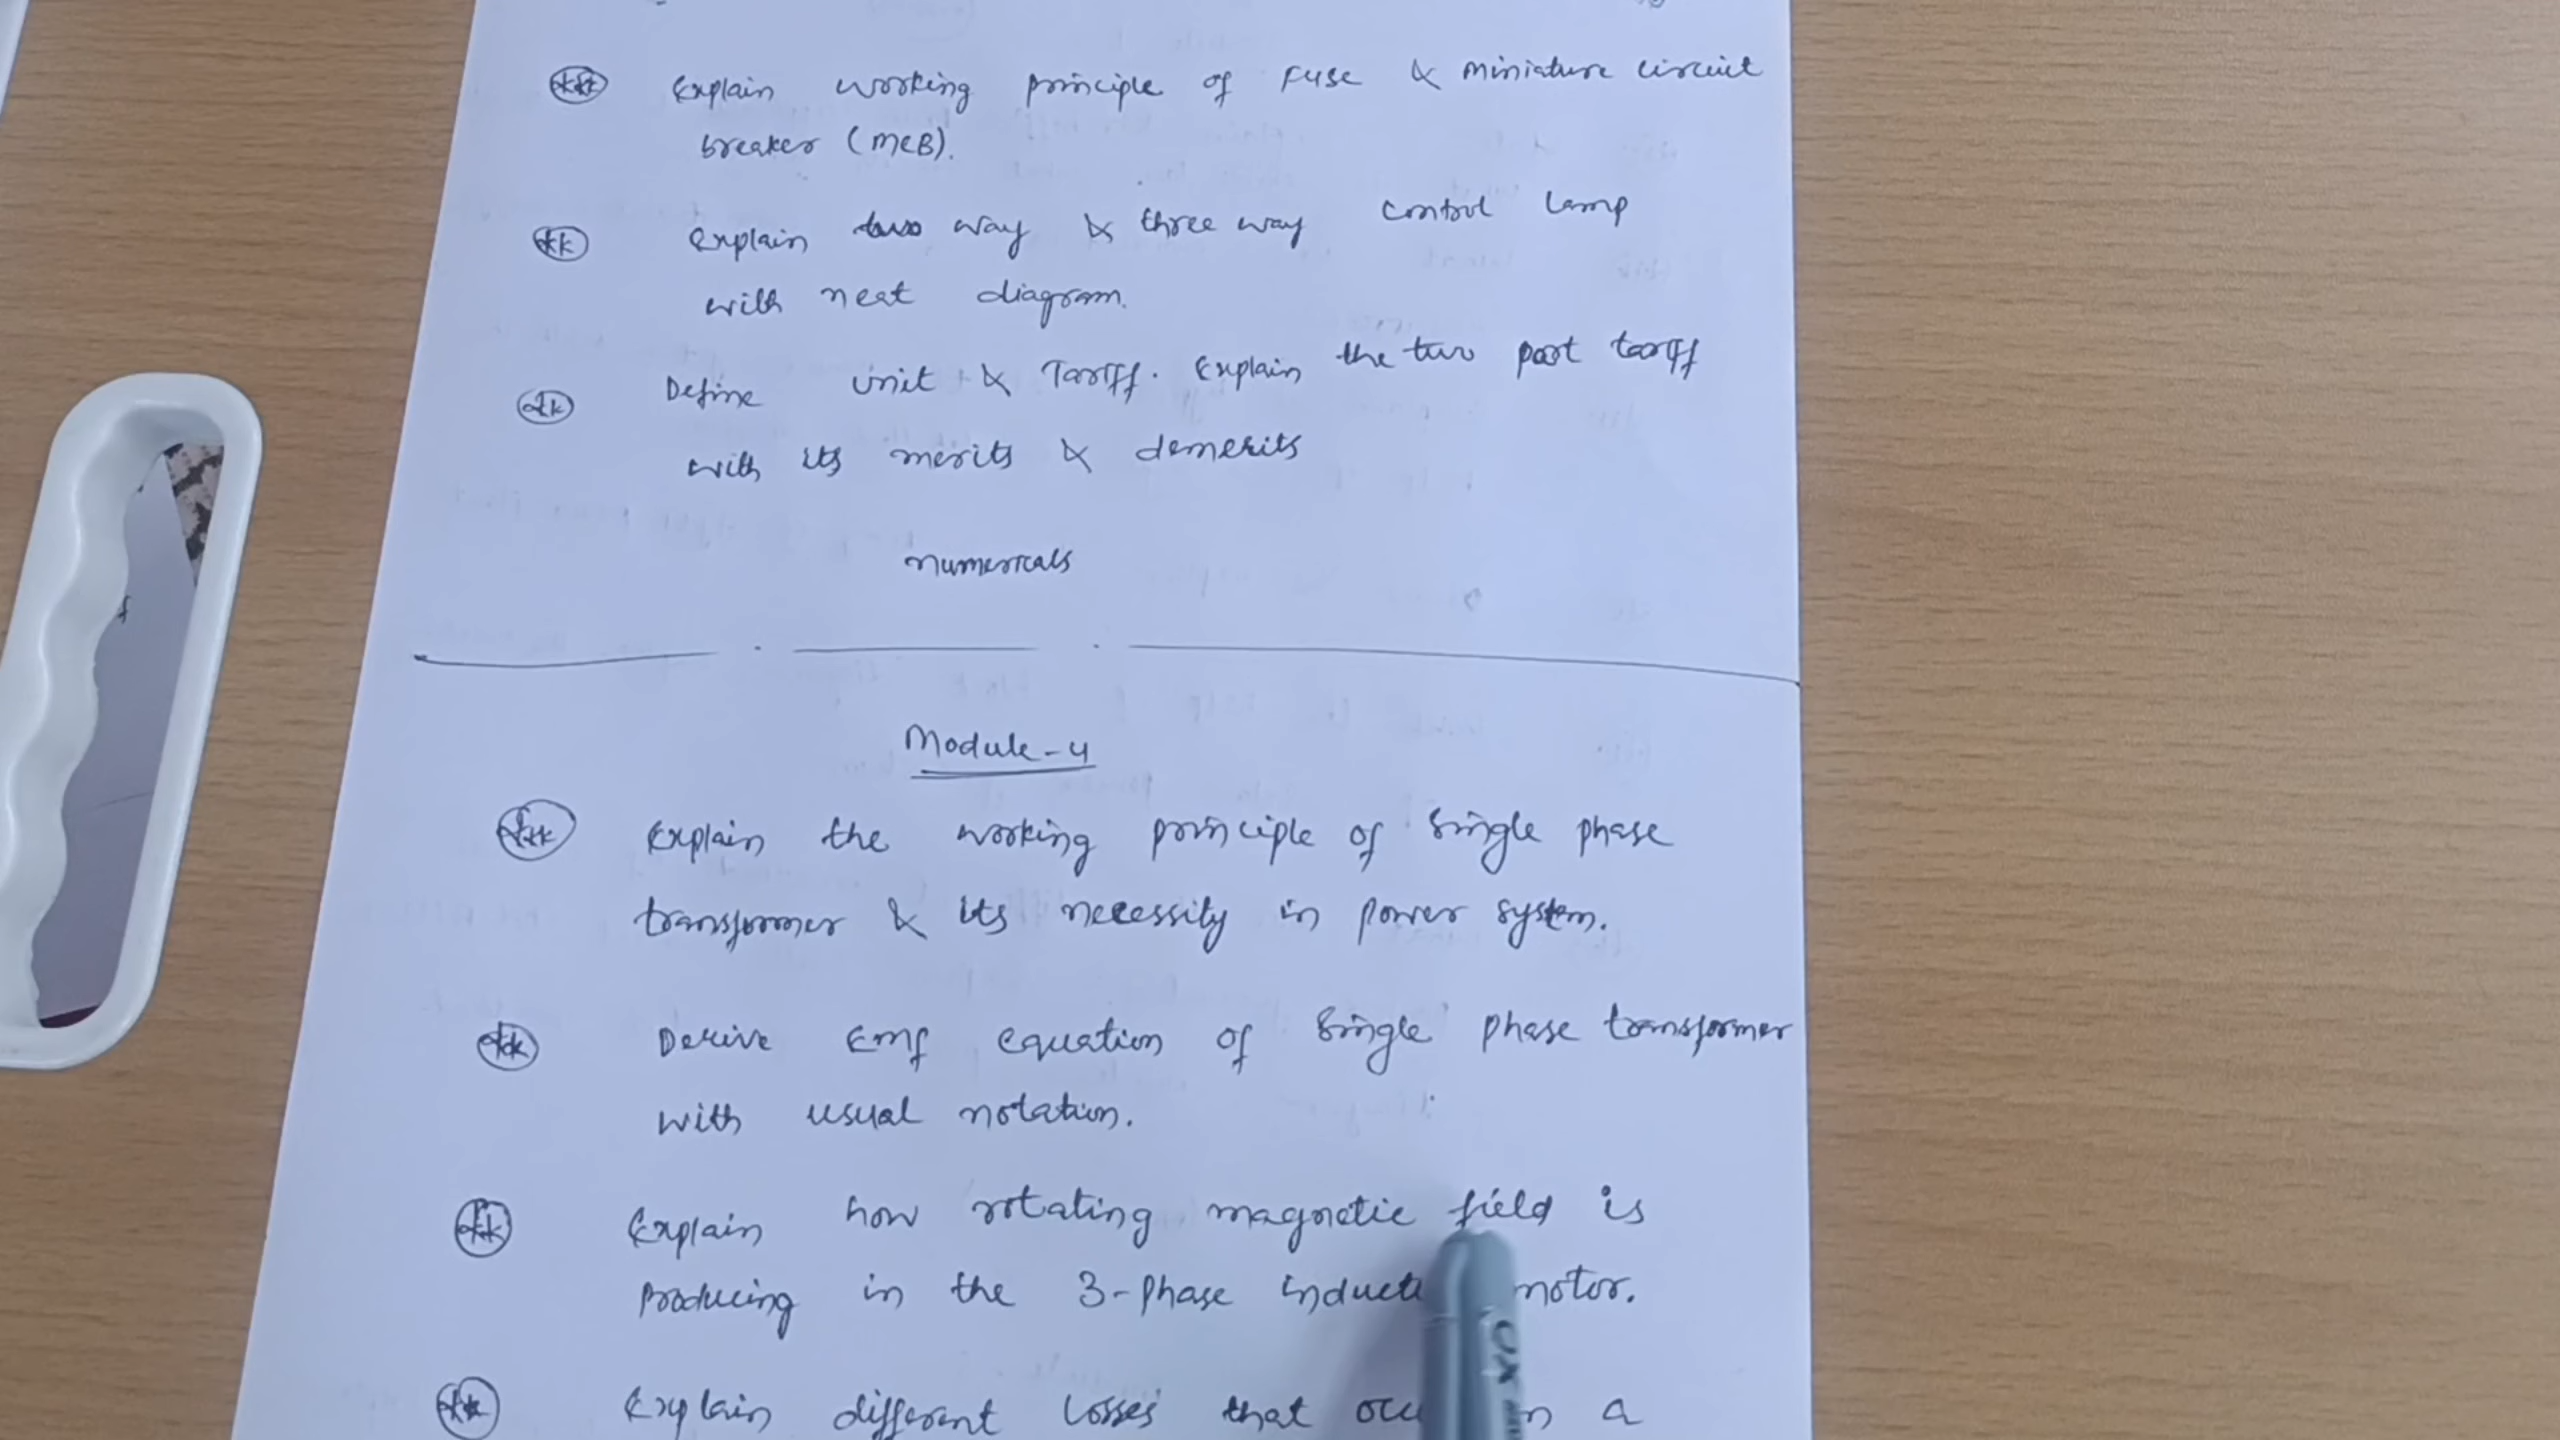 Explain working principle of Fuse & miniature circuit
breaker (MCB).
explain two way & three way control lamp
with neat diagram.
Define unit & Tariff. Explain the two part tariff
with its merits & demerits
numericals
Module-4
Explain the working principle of Single phase
transformer & its necessity in power system.
Derive Emf equation of Single phase transformer
with usual notation.
Explain how rotating magnetic field is
producing in the 3-phase motor.
Explain different losses that a